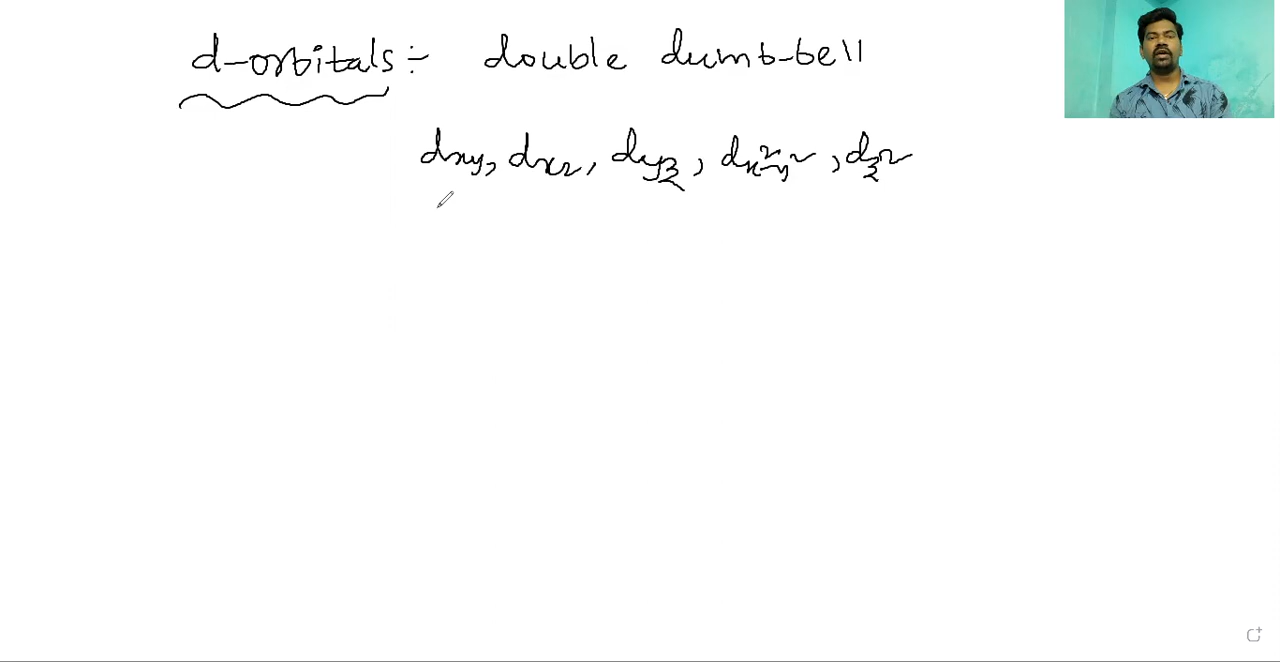 d-orbitals :- double dumb-bell
dxy, dxz, dyz, dx²-y², dz²